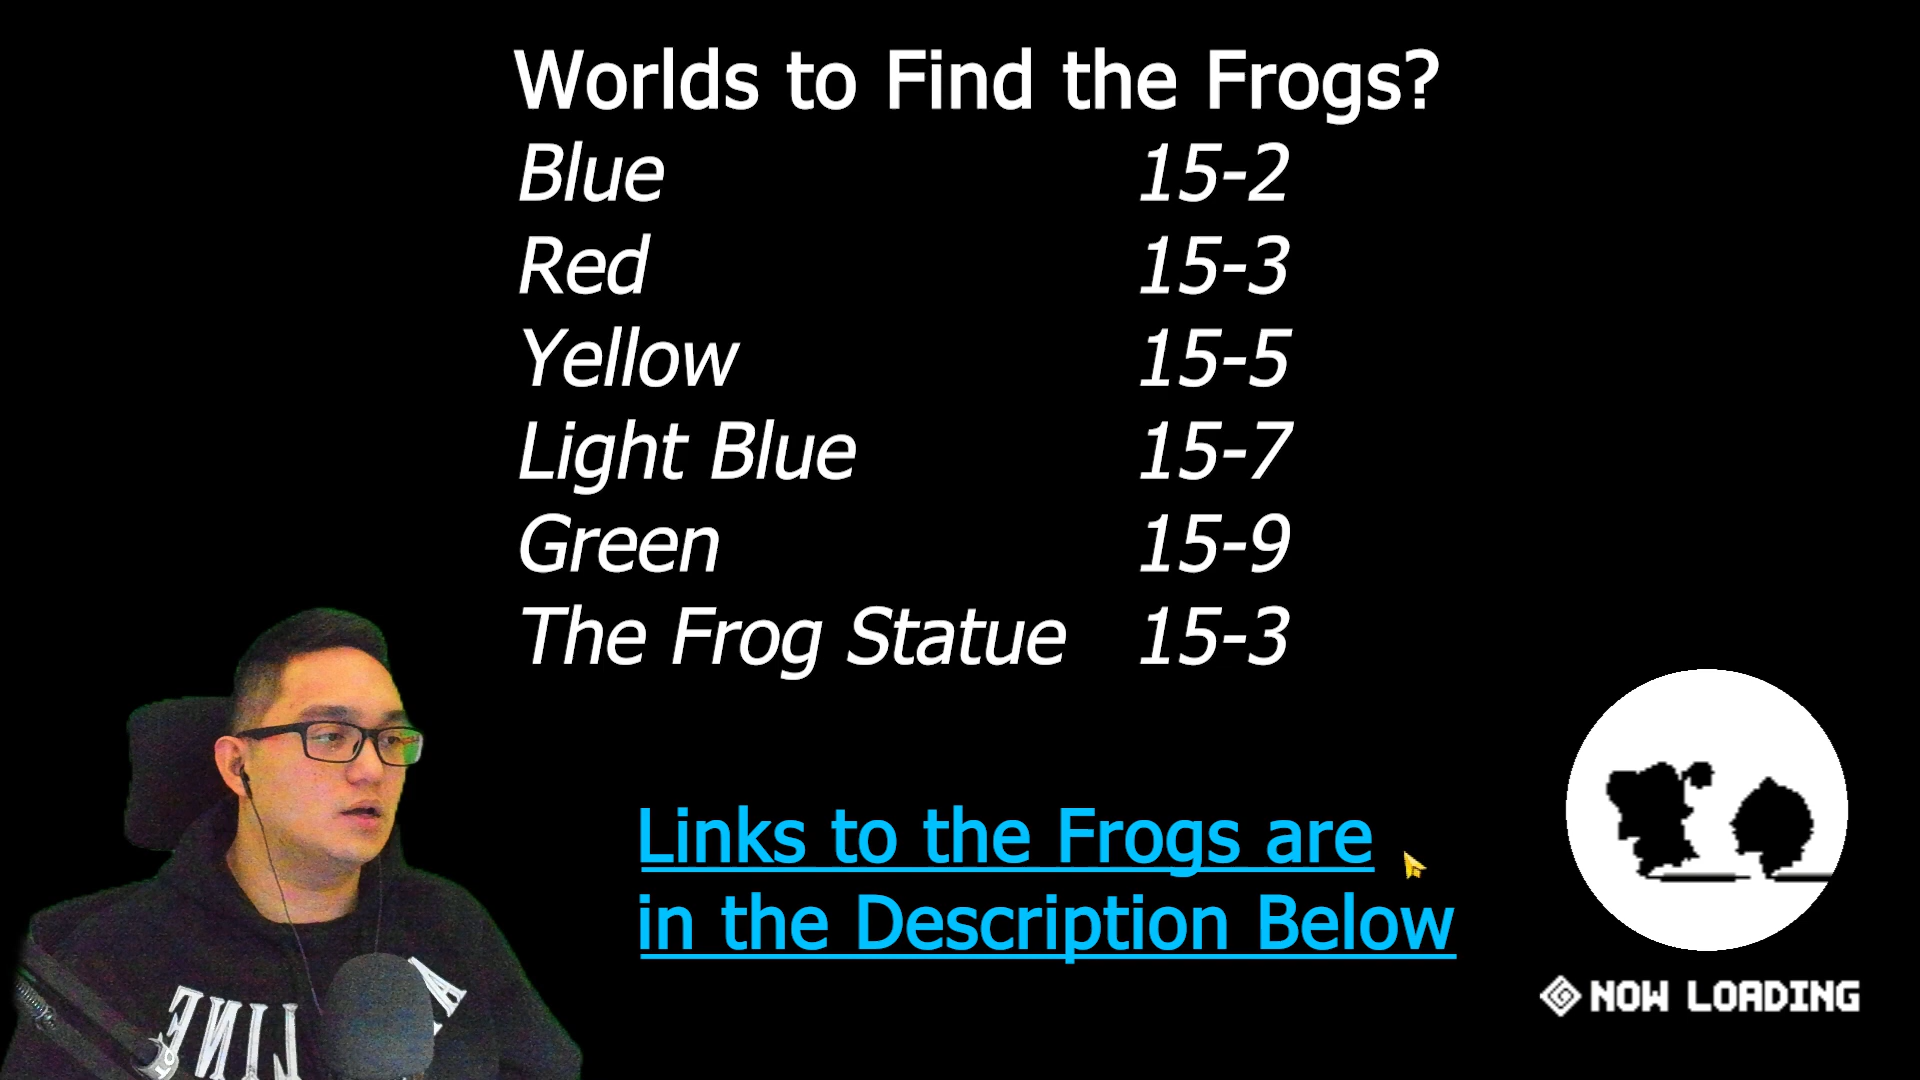 Worlds to Find the Frogs?
Blue 15-2
Red 15-3
Yellow 15-5
Light Blue 15-7
Green 15-9
The Frog Statue 15-3
Links to the Frogs are
in the Description Below
NOW LOADING